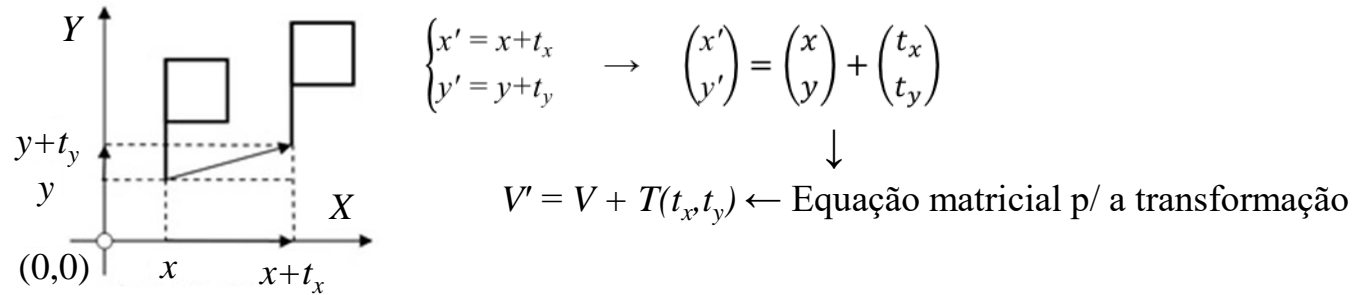 Y
y+t_y
y
X
(0,0)
x
x+t_x
{x' = x+t_x
{y' = y+t_y
→
(x' y') = (x y) + (t_x t_y)
↓
V' = V + T(t_x,t_y) ← Equação matricial p/ a transformação